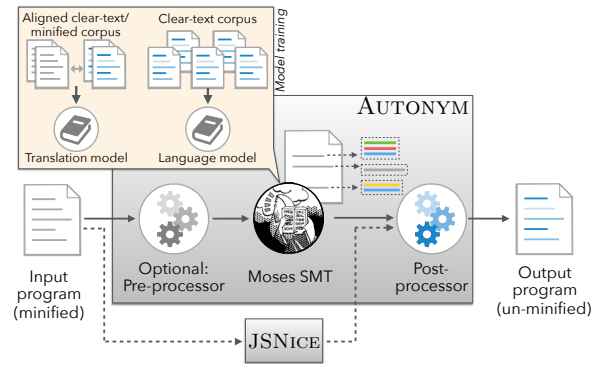 Aligned clear-text/
minified corpus
Clear-text corpus
Model training
Translation model
Language model
AUTONYM
Input
program
(minified)
Optional:
Pre-processor
Moses SMT
Post-
processor
Output
program
(un-minified)
JSNICE